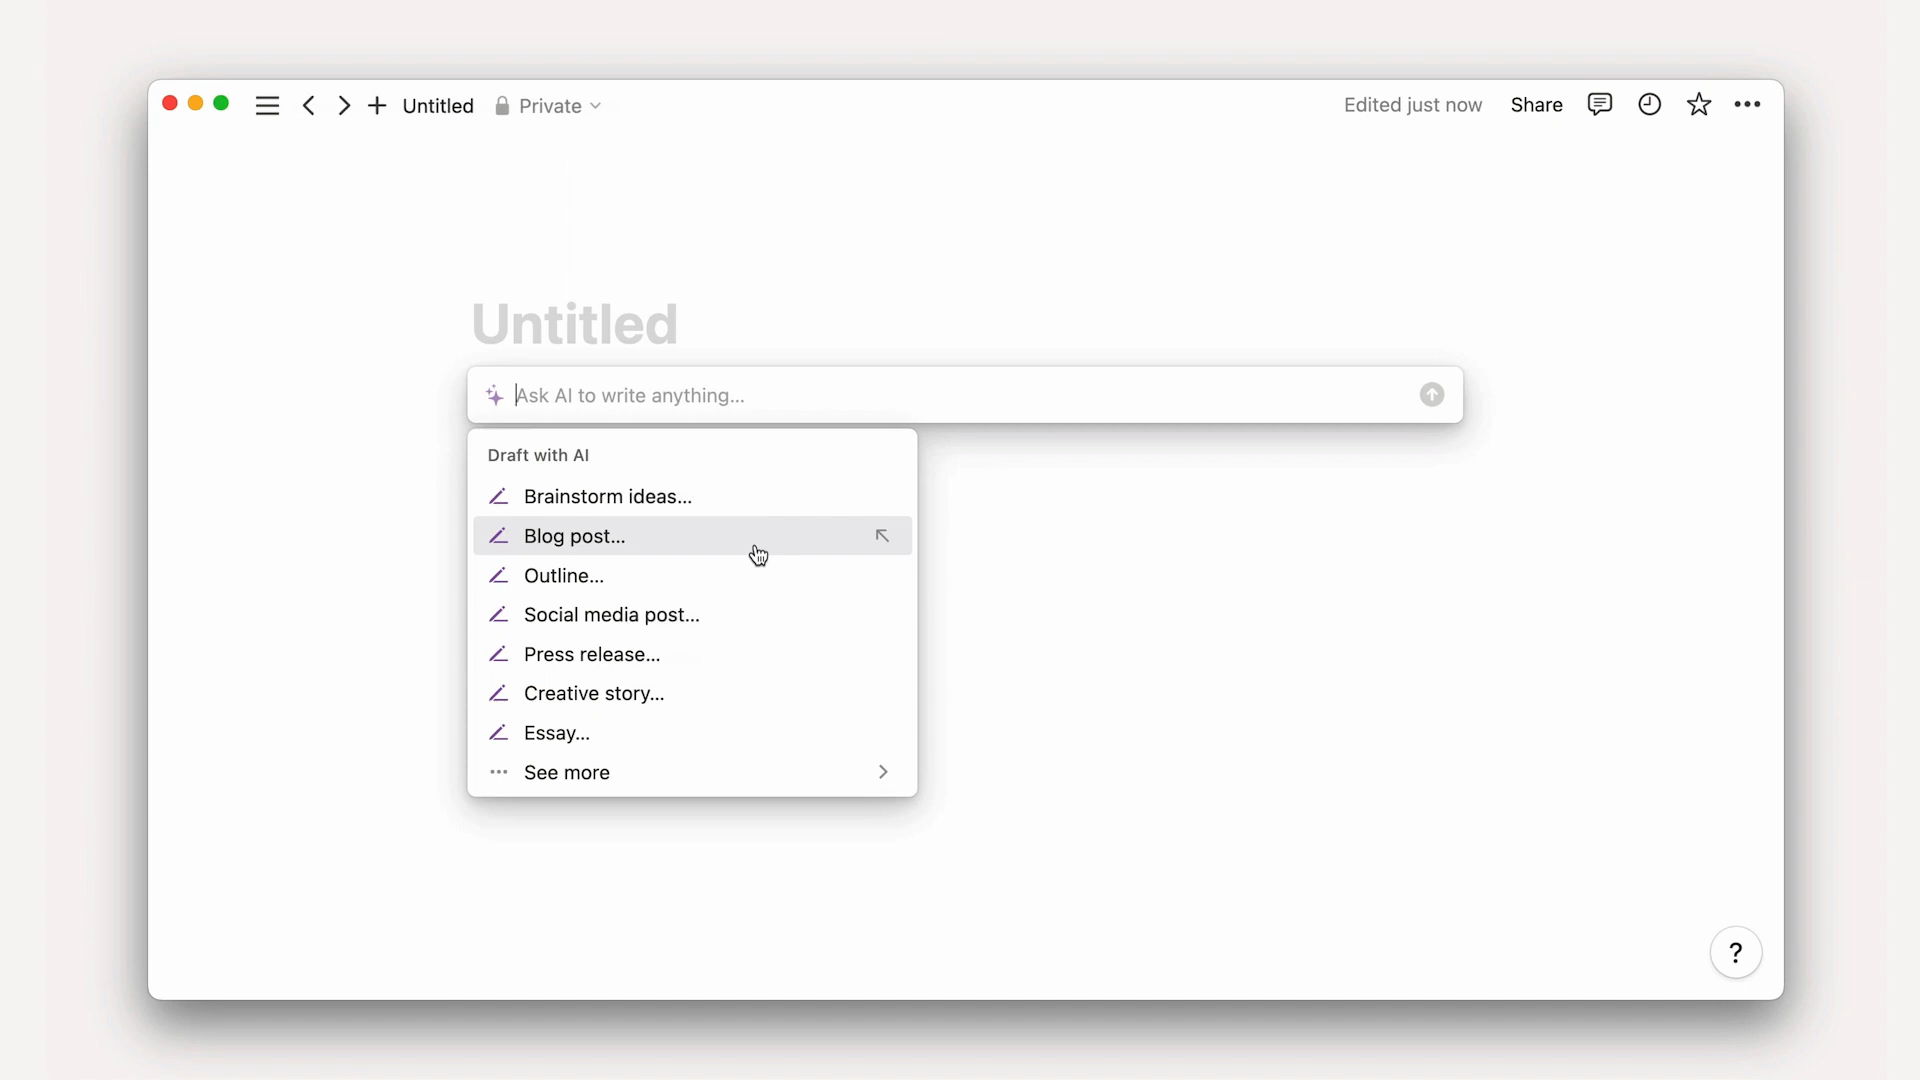 Untitled Private
Edited just now Share
Untitled
Ask AI to write anything...
Draft with AI
Brainstorm ideas...
Blog post...
Outline...
Social media post...
Press release...
Creative story...
Essay...
See more
?